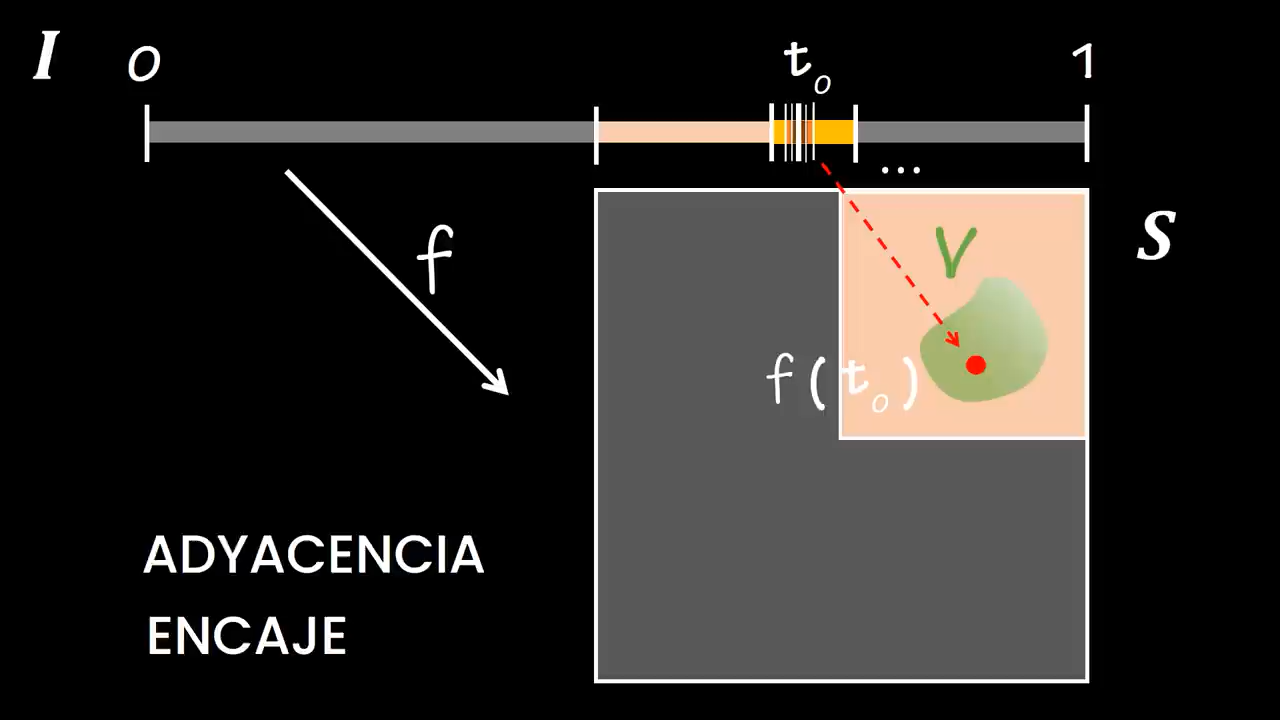 I 0 t₀ 1
...
f
V
S
f(t₀)
ADYACENCIA
ENCAJE